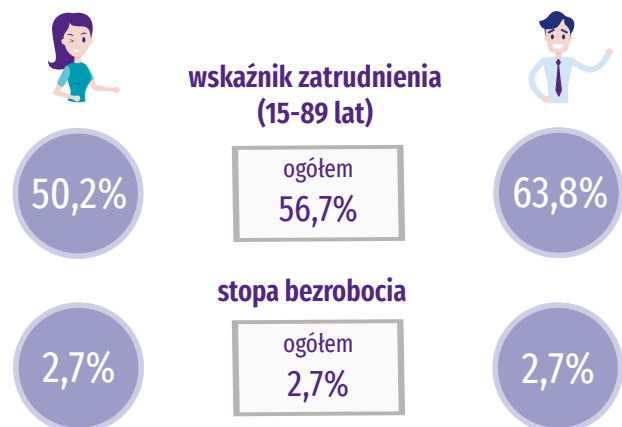 wskaźnik zatrudnienia
(15-89 lat)
50,2%
ogółem
56,7%
63,8%
stopa bezrobocia
2,7%
ogółem
2,7%
2,7%